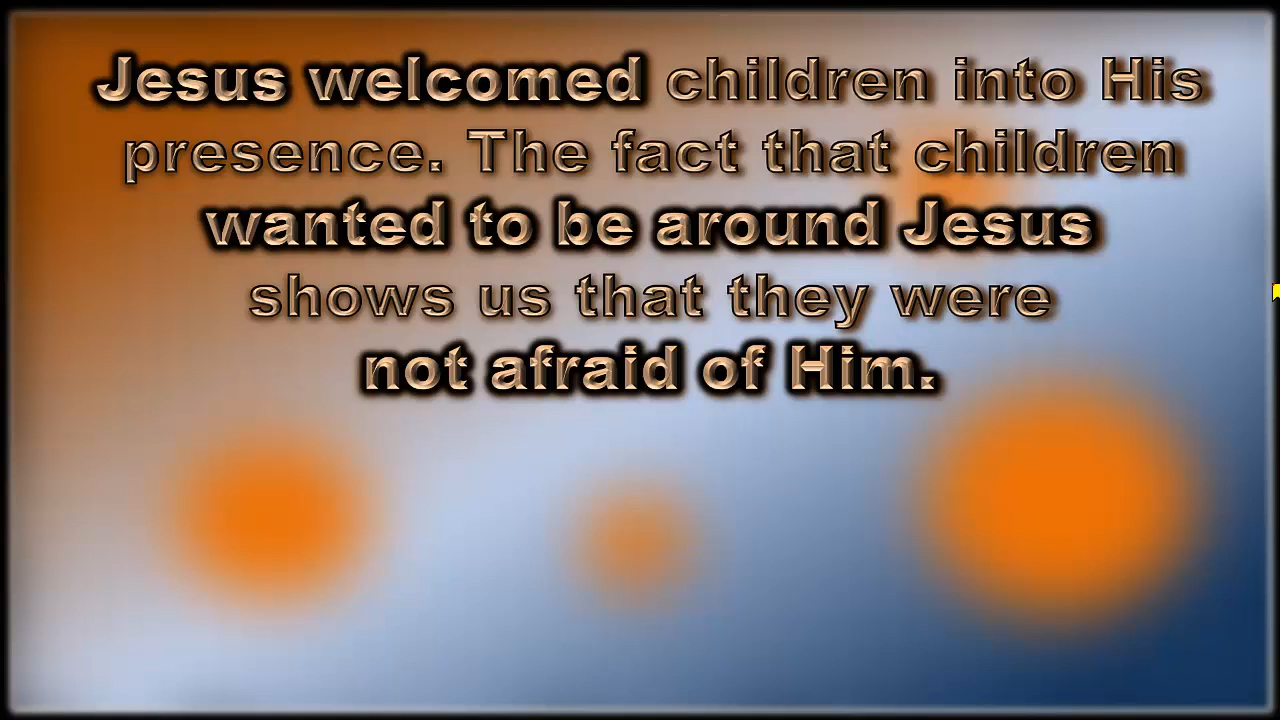 Jesus welcomed children into His
presence. The fact that children
wanted to be around Jesus
shows us that they were
not afraid of Him.